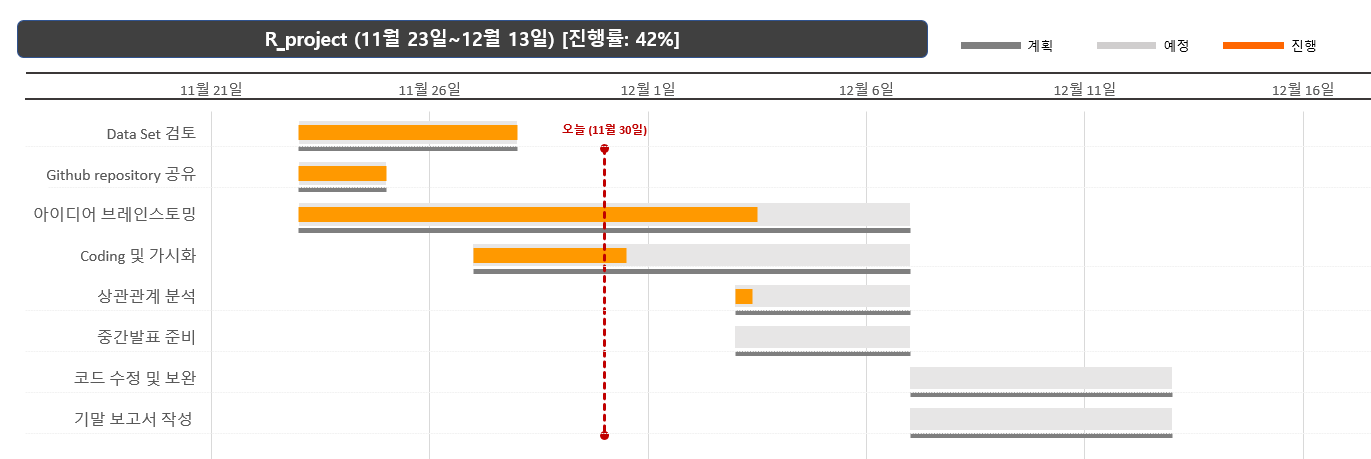 R_project (11월 23일~12월 13일) [진행률: 42%]
계획 예정 진행
11월 21일 11월 26일 12월 1일 12월 6일 12월 11일 12월 16일
Data Set 검토
오늘 (11월 30일)
Github repository 공유
아이디어 브레인스토밍
Coding 및 가시화
상관관계 분석
중간발표 준비
코드 수정 및 보완
기말 보고서 작성